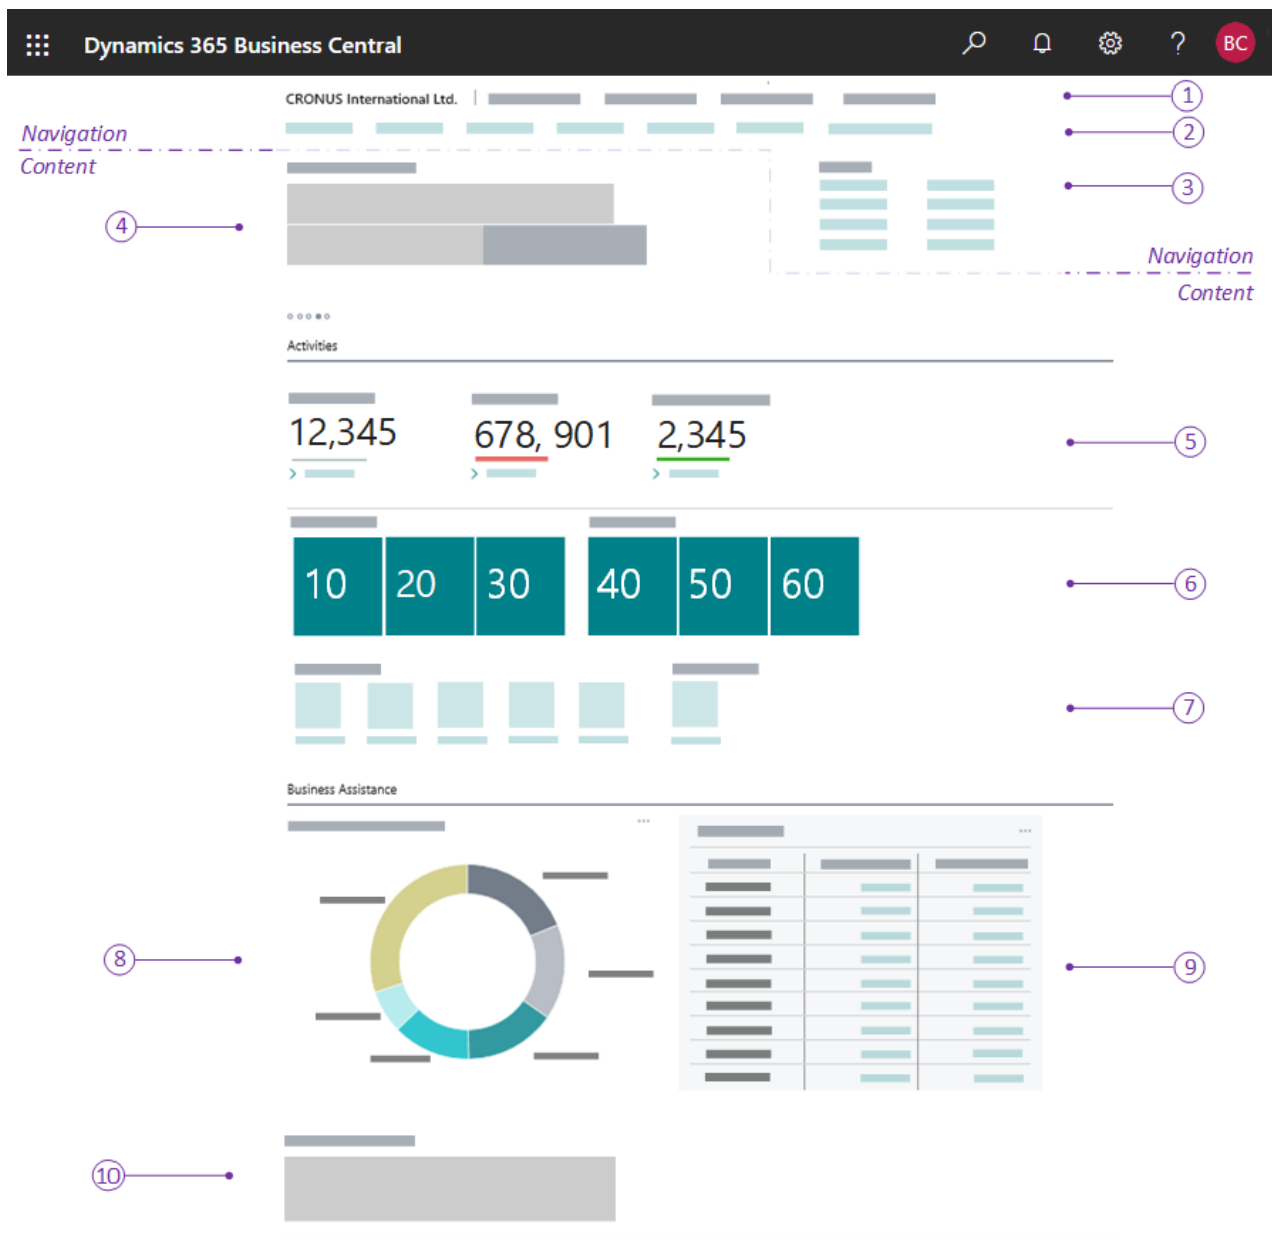 Dynamics 365 Business Central
?
BC
CRONUS International Ltd.
1
2
Navigation
Content
3
4
Navigation
Content
Activities
12,345
678, 901
2,345
5
10
20
30
40
50
60
6
7
Business Assistance
8
9
10